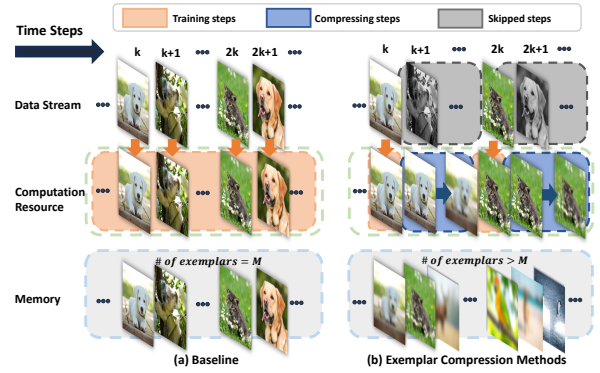 Training steps
Compressing steps
Skipped steps
Time Steps
k
k+1
2k
2k+1
k
k+1
2k
2k+1
Data Stream
Computation
Resource
# of exemplars = M
# of exemplars > M
Memory
(a) Baseline
(b) Exemplar Compression Methods